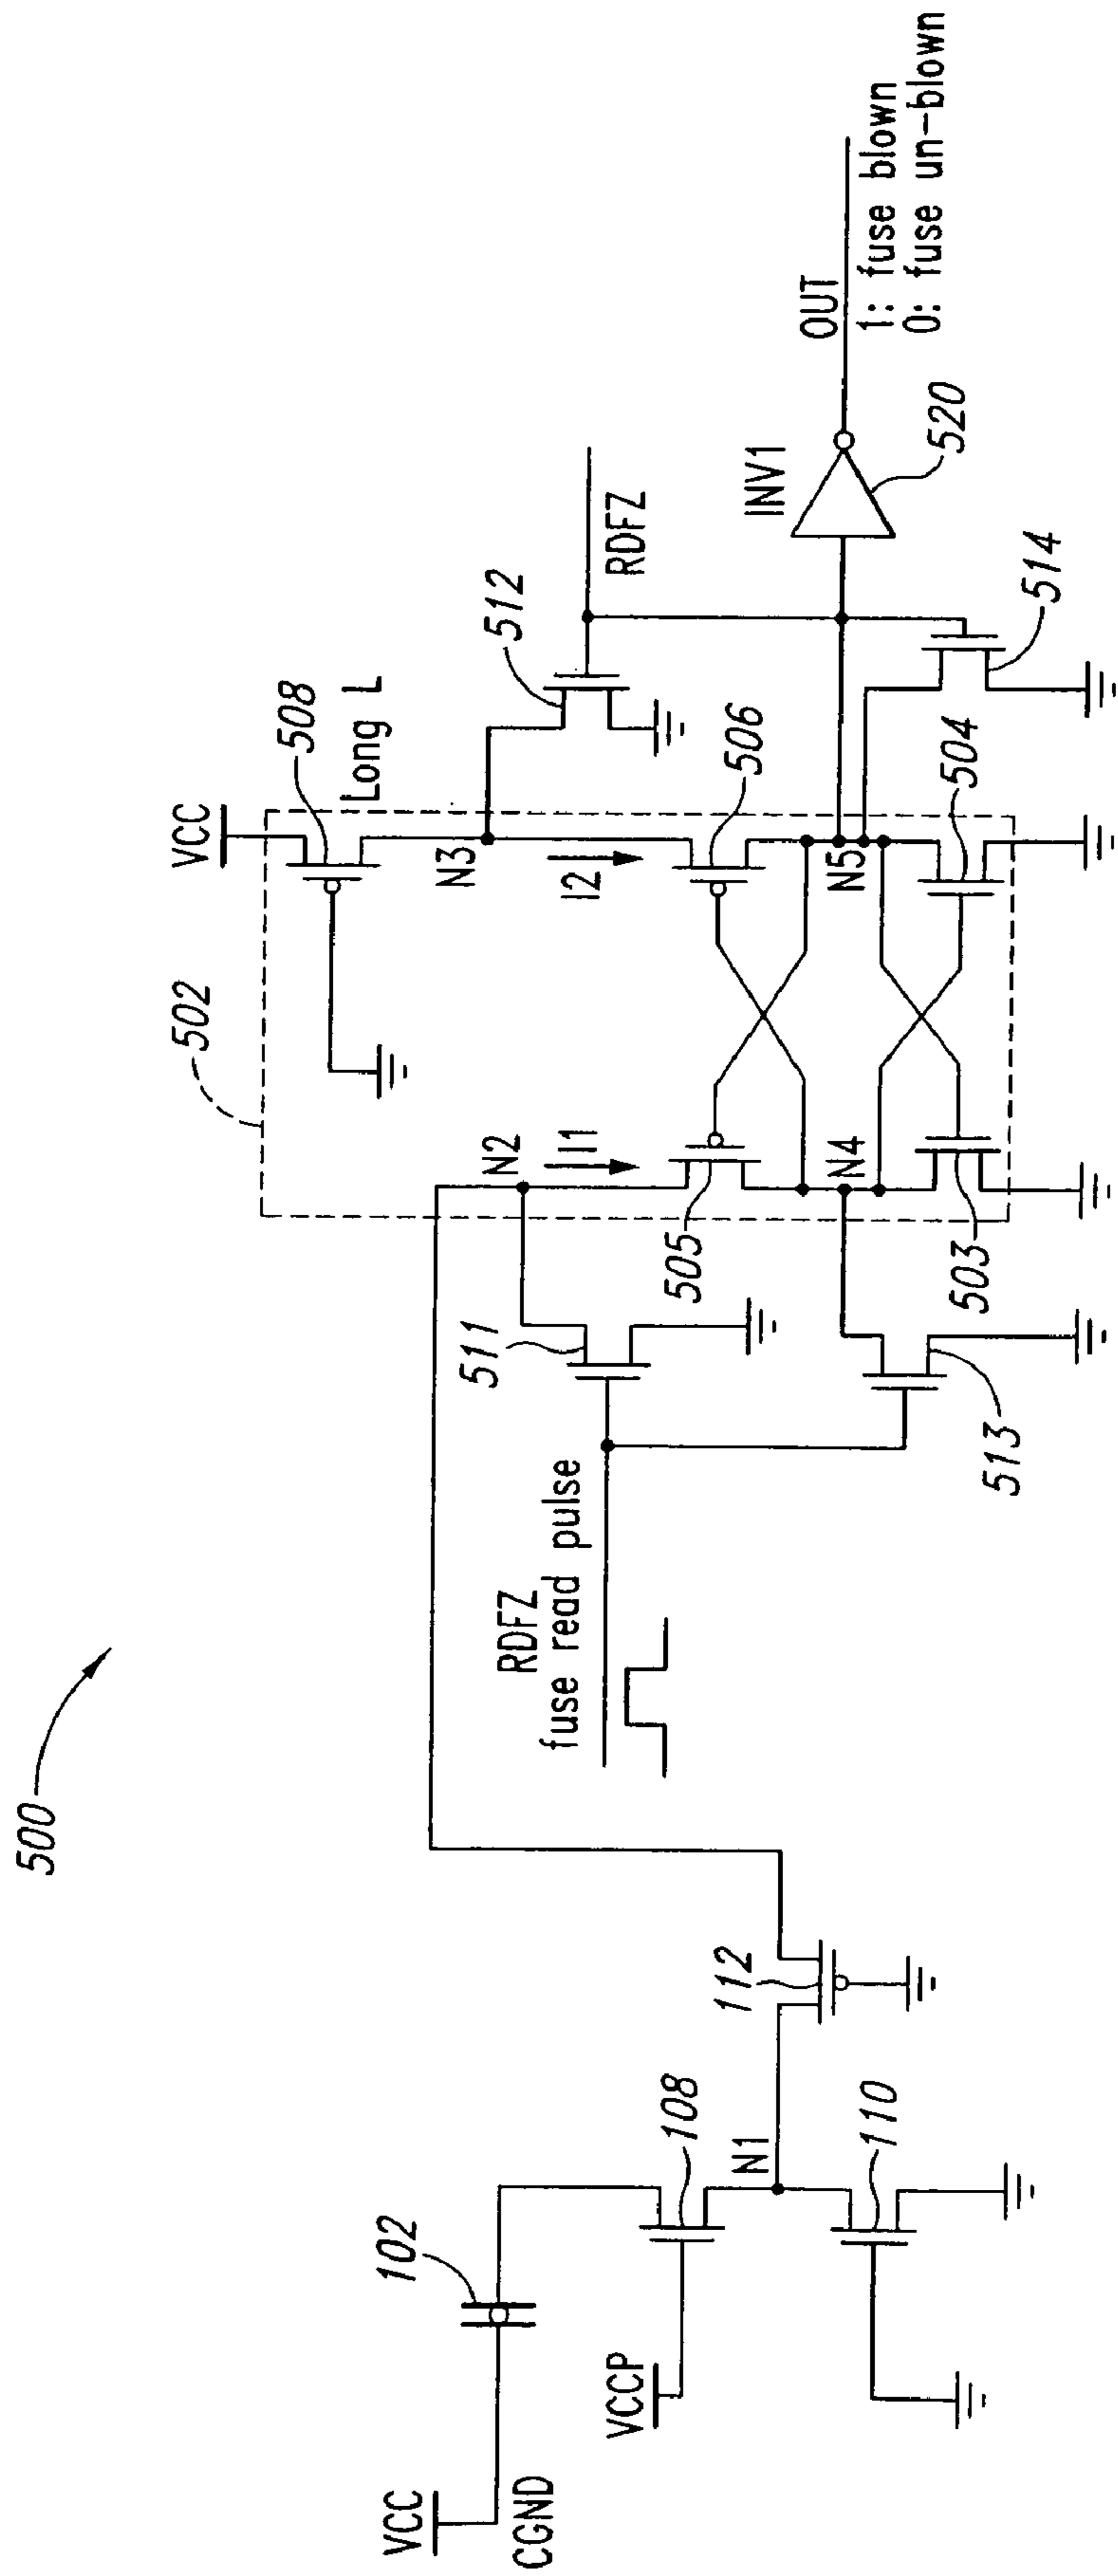 500
VCC
CGND
102
VCCP
108
N1
110
112
RDFZ
fuse read pulse
511
513
502
N2
I1
505
N4
503
VCC
508
Long L
N3
I2
506
N5
504
512
RDFZ
514
INV1
520
OUT
1: fuse blown
0: fuse un-blown